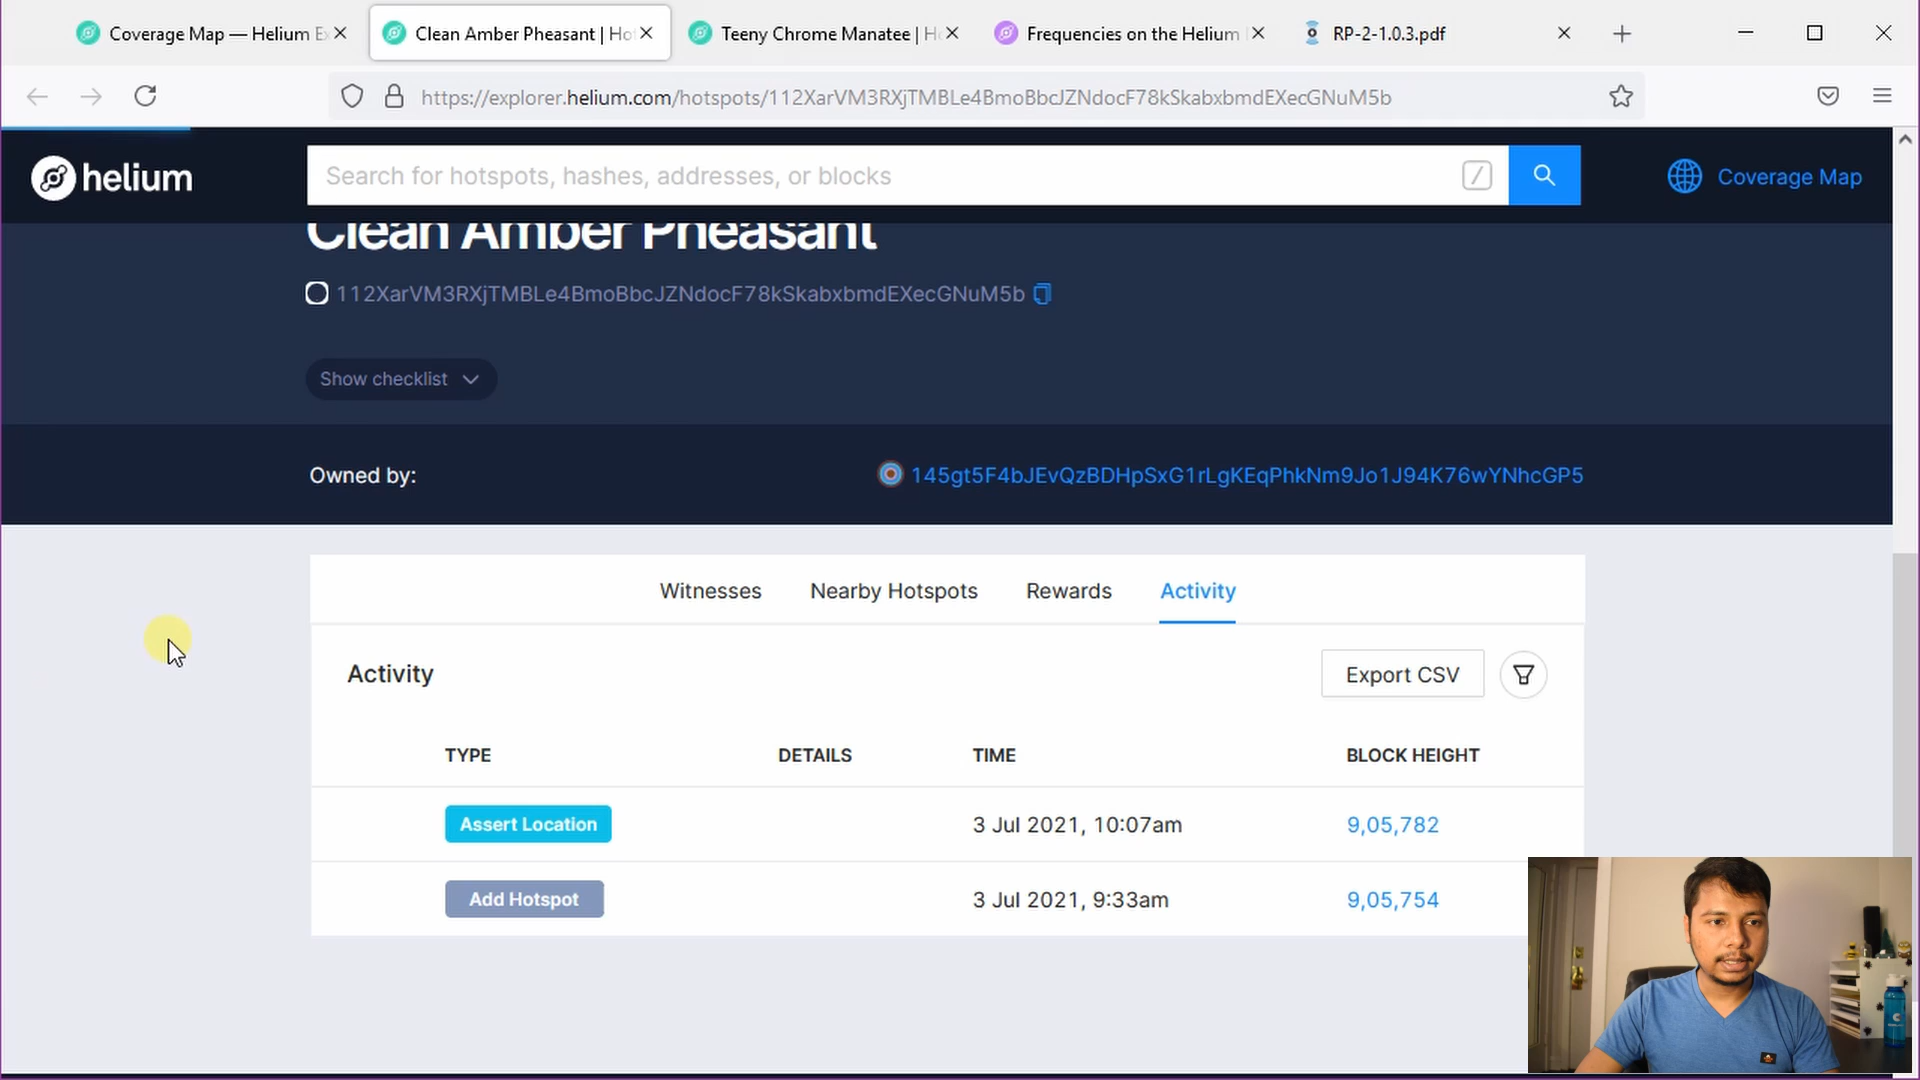 Coverage Map — Helium E
Clean Amber Pheasant | Ho
Teeny Chrome Manatee | H
Frequencies on the Helium
RP-2-1.0.3.pdf
https://explorer.helium.com/hotspots/112XarVM3RXjTMBLe4BmoBbcJZNdocF78kSkabxbmdEXecGNuM5b
helium
Search for hotspots, hashes, addresses, or blocks
/
Coverage Map
Clean Amber Pheasant
112XarVM3RXjTMBLe4BmoBbcJZNdocF78kSkabxbmdEXecGNuM5b
Show checklist
Owned by:
145gt5F4bJEvQzBDHpSxG1rLgKEqPhkNm9Jo1J94K76wYNhcGP5
Witnesses
Nearby Hotspots
Rewards
Activity
Activity
Export CSV
TYPE DETAILS TIME BLOCK HEIGHT
Assert Location 3 Jul 2021, 10:07am 9,05,782
Add Hotspot 3 Jul 2021, 9:33am 9,05,754